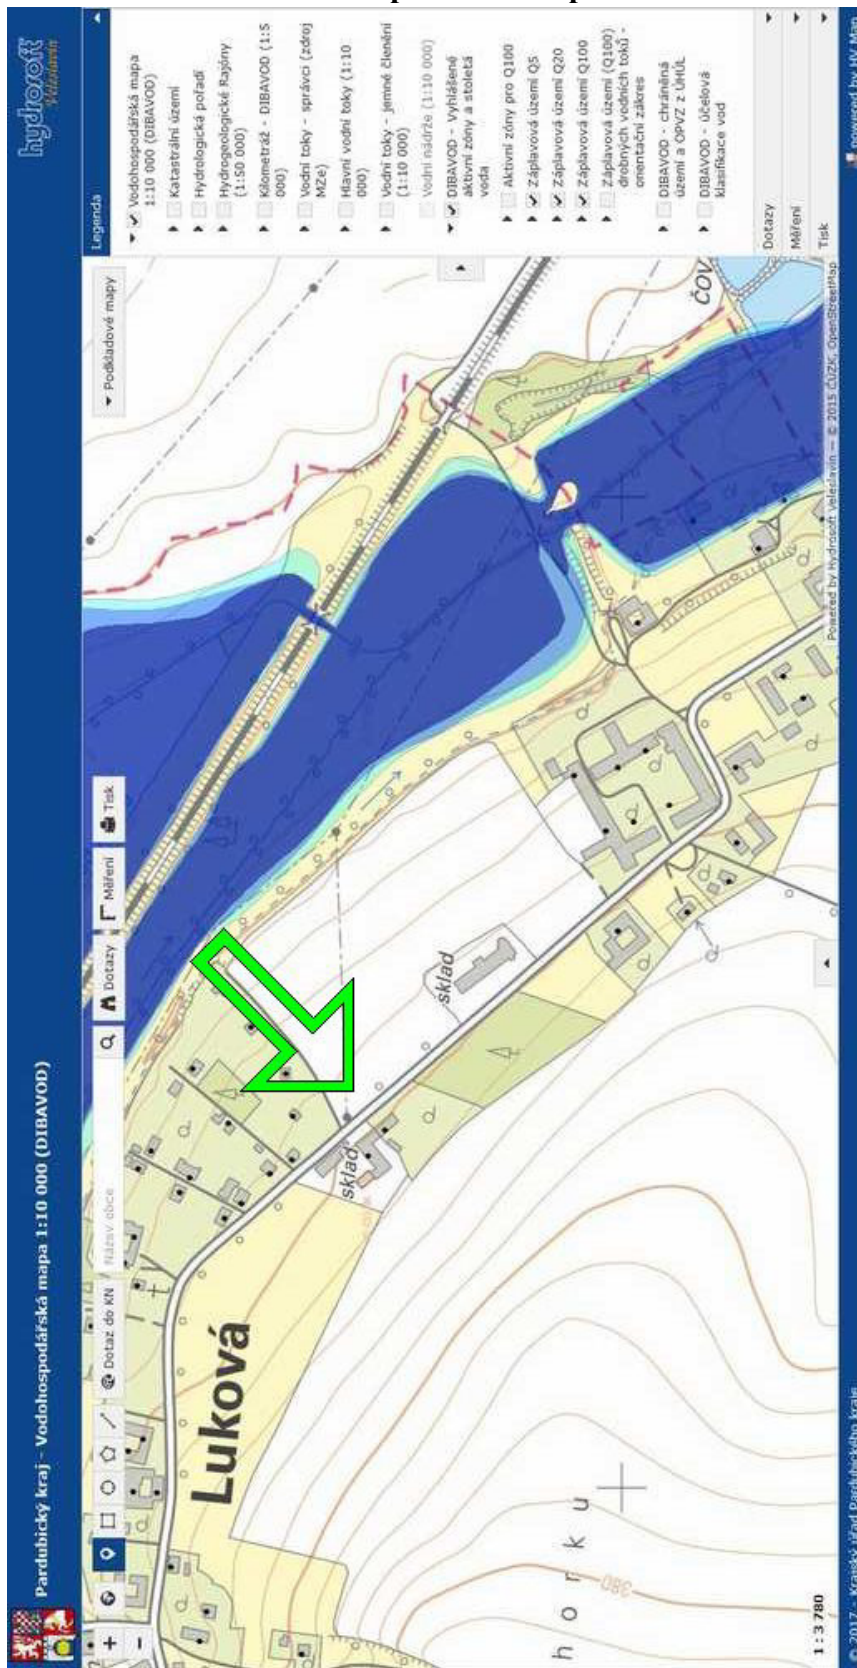 Pardubický kraj - Vodohospodářská mapa 1:10 000 (DIBAVOD)
hydrosoft
Veleslavín
Dotaz do KN
Název obce
Dotazy
Měření
Tisk
Podkladové mapy
Legenda
Vodohospodářská mapa
1:10 000 (DIBAVOD)
Katastrální území
Hydrologická pořadí
Hydrogeologické Rajóny
(1:50 000)
Kilometráž - DIBAVOD (1:5
000)
Vodní toky - správci (zdroj
MZe)
Hlavní vodní toky (1:10
000)
Vodní toky - jemné členění
(1:10 000)
Vodní nádrže (1:10 000)
DIBAVOD - Vyhlášené
aktivní zóny a stoletá
voda
Aktivní zóny pro Q100
Záplavová území Q5
Záplavová území Q20
Záplavová území Q100
Záplavová území (Q100)
drobných vodních toků -
orientační zákres
DIBAVOD - chráněná
území a OPVZ z ÚHÚL
DIBAVOD - účelová
klasifikace vod
Dotazy
Měření
Tisk
Luková
sklad
sklad
ČOV
horku
380
1 : 3 780
Powered by Hydrosoft Veleslavín — © 2015 ČÚZK, OpenStreetMap
© 2017 - Krajský úřad Pardubického kraje
powered by HV Map